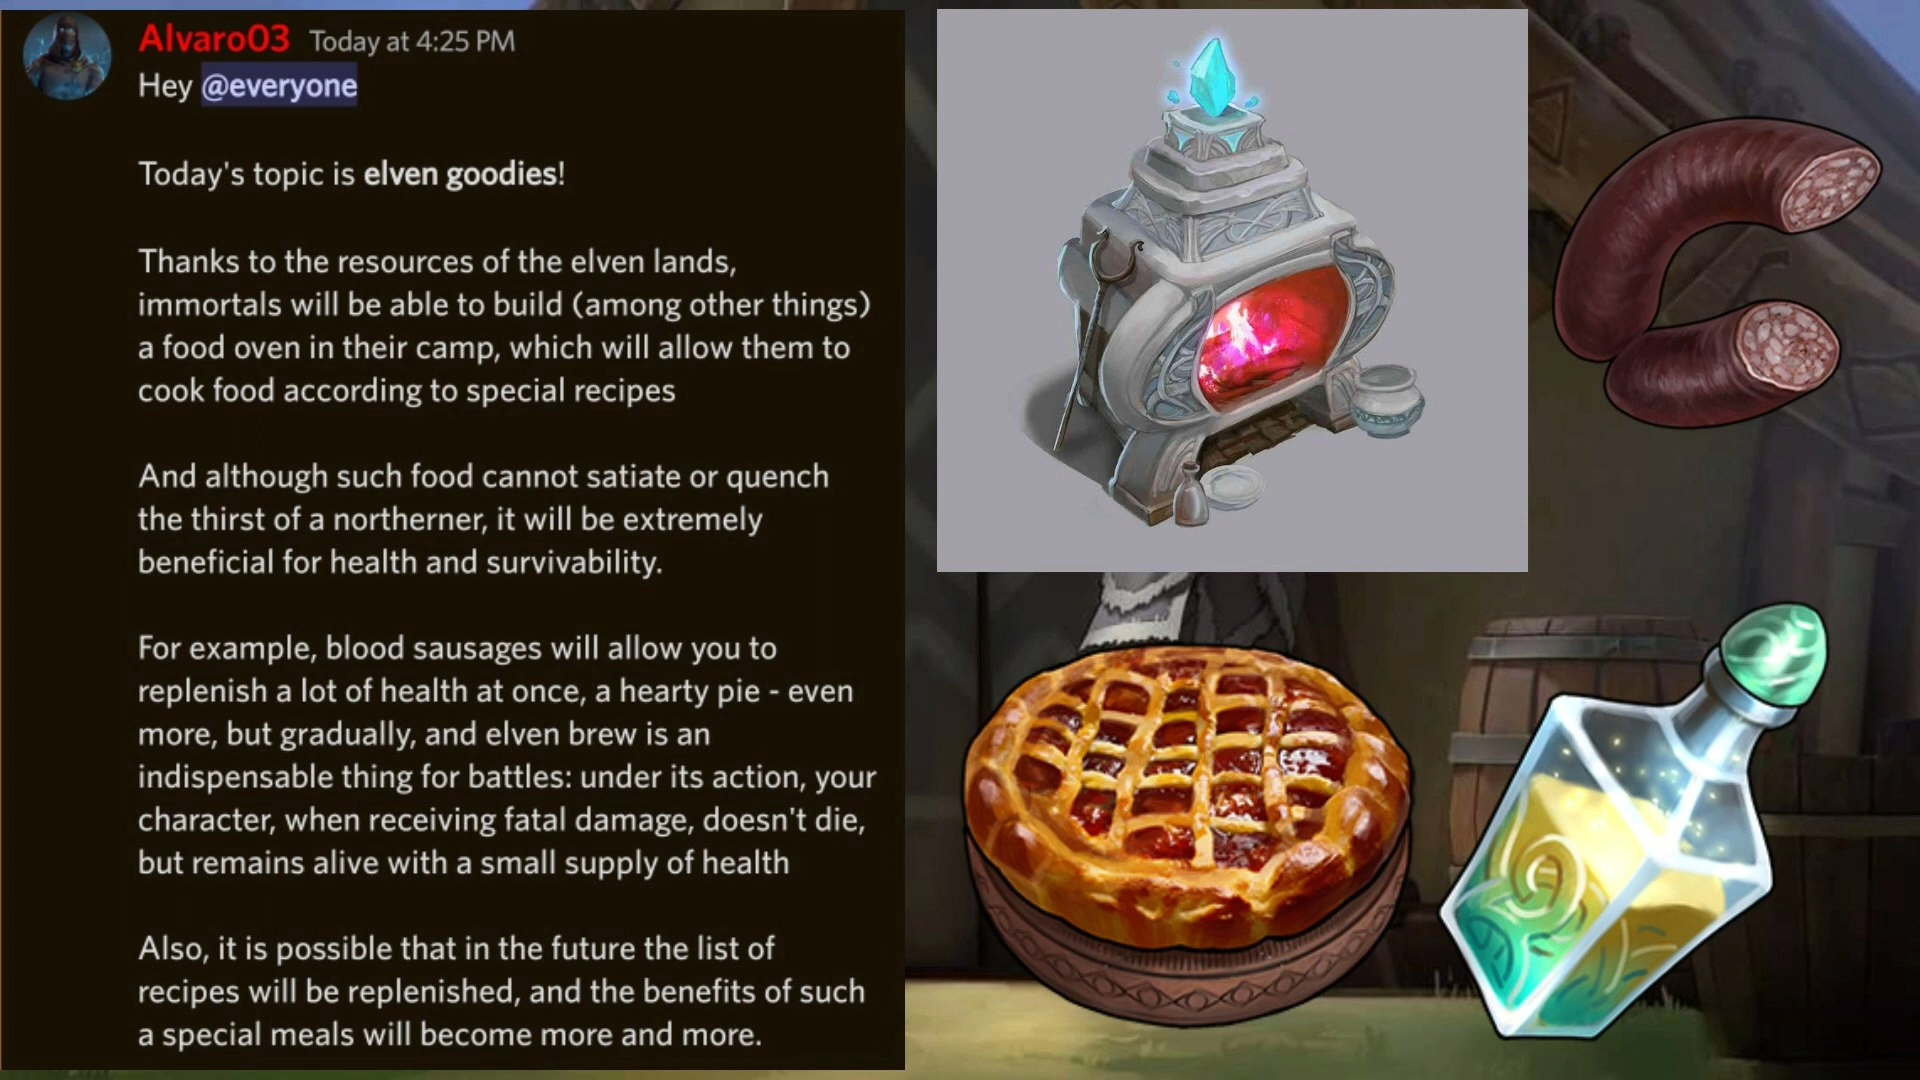 Alvaro03 Today at 4:25 PM
Hey @everyone
Today's topic is elven goodies!
Thanks to the resources of the elven lands,
immortals will be able to build (among other things)
a food oven in their camp, which will allow them to
cook food according to special recipes
And although such food cannot satiate or quench
the thirst of a northerner, it will be extremely
beneficial for health and survivability.
For example, blood sausages will allow you to
replenish a lot of health at once, a hearty pie - even
more, but gradually, and elven brew is an
indispensable thing for battles: under its action, your
character, when receiving fatal damage, doesn't die,
but remains alive with a small supply of health
Also, it is possible that in the future the list of
recipes will be replenished, and the benefits of such
a special meals will become more and more.